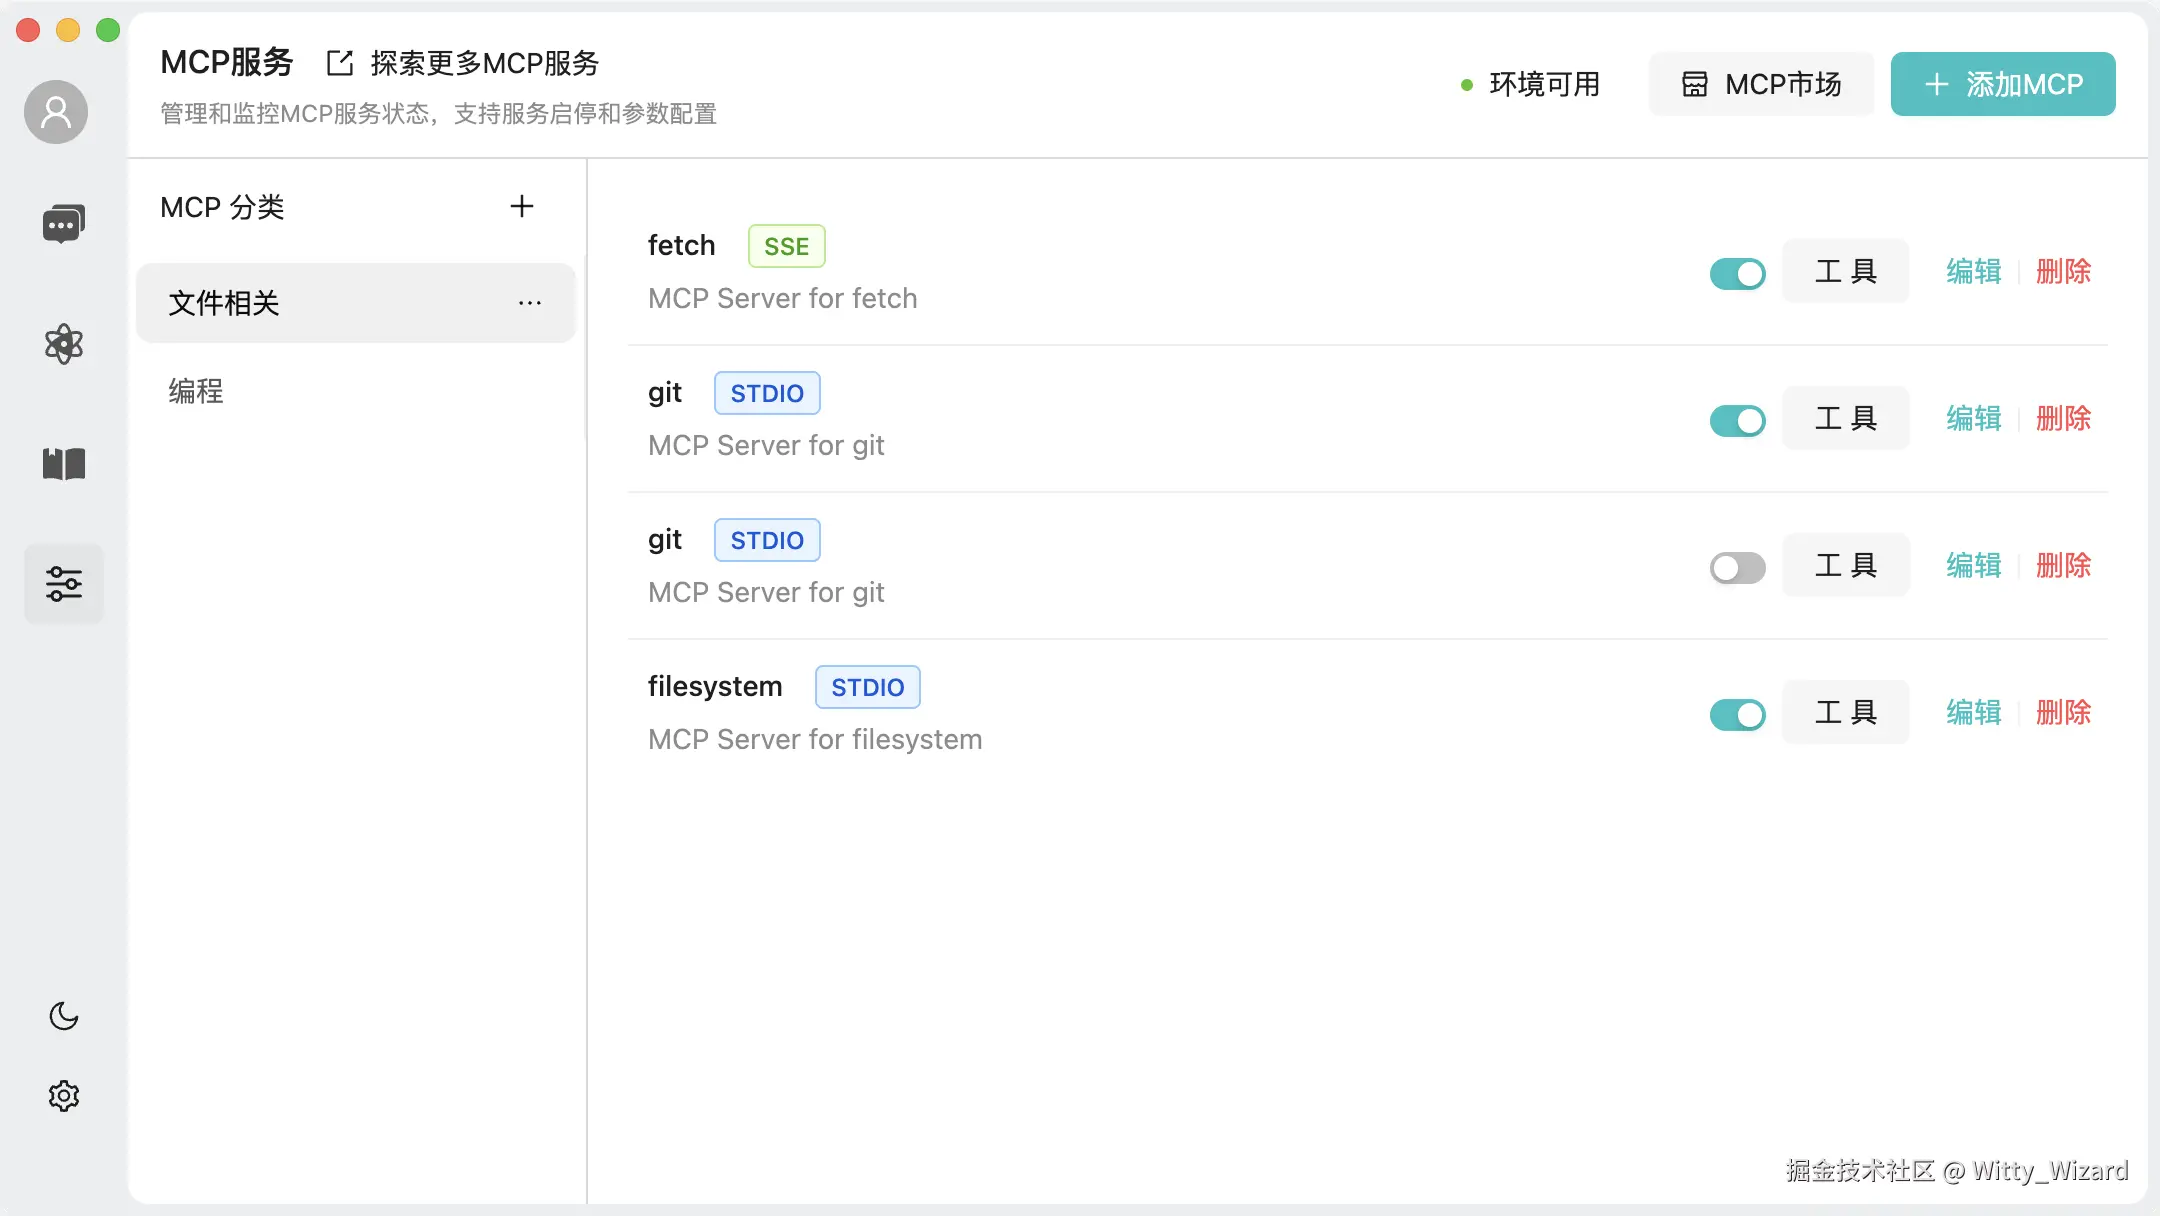 MCP服务 探索更多MCP服务
管理和监控MCP服务状态，支持服务启停和参数配置
环境可用 MCP市场 添加MCP
MCP 分类
文件相关
编程
fetch SSE
MCP Server for fetch
工具 编辑 删除
git STDIO
MCP Server for git
工具 编辑 删除
git STDIO
MCP Server for git
工具 编辑 删除
filesystem STDIO
MCP Server for filesystem
工具 编辑 删除
掘金技术社区 @ Witty_Wizard